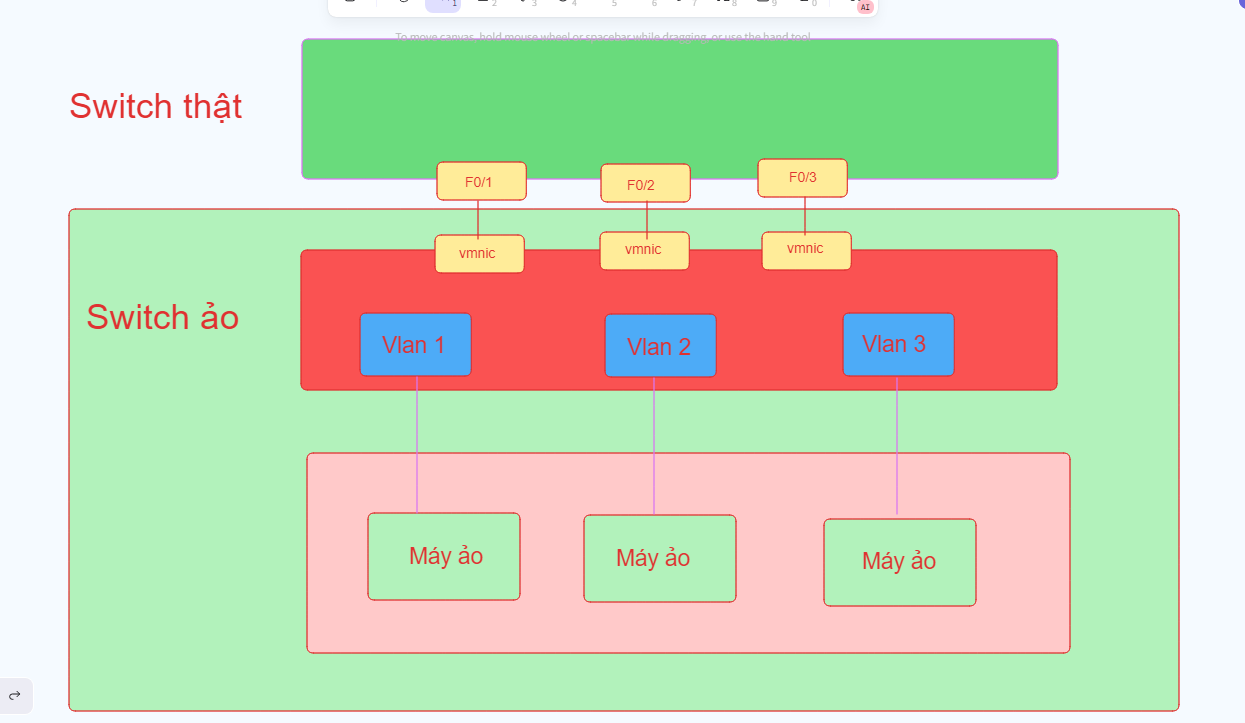 1 2 3 4 5 6 7 8 9 0
AI
To move canvas, hold mouse wheel or spacebar while dragging, or use the hand tool
Switch thật
F0/1
F0/2
F0/3
vmnic
vmnic
vmnic
Switch ảo
Vlan 1
Vlan 2
Vlan 3
Máy ảo
Máy ảo
Máy ảo